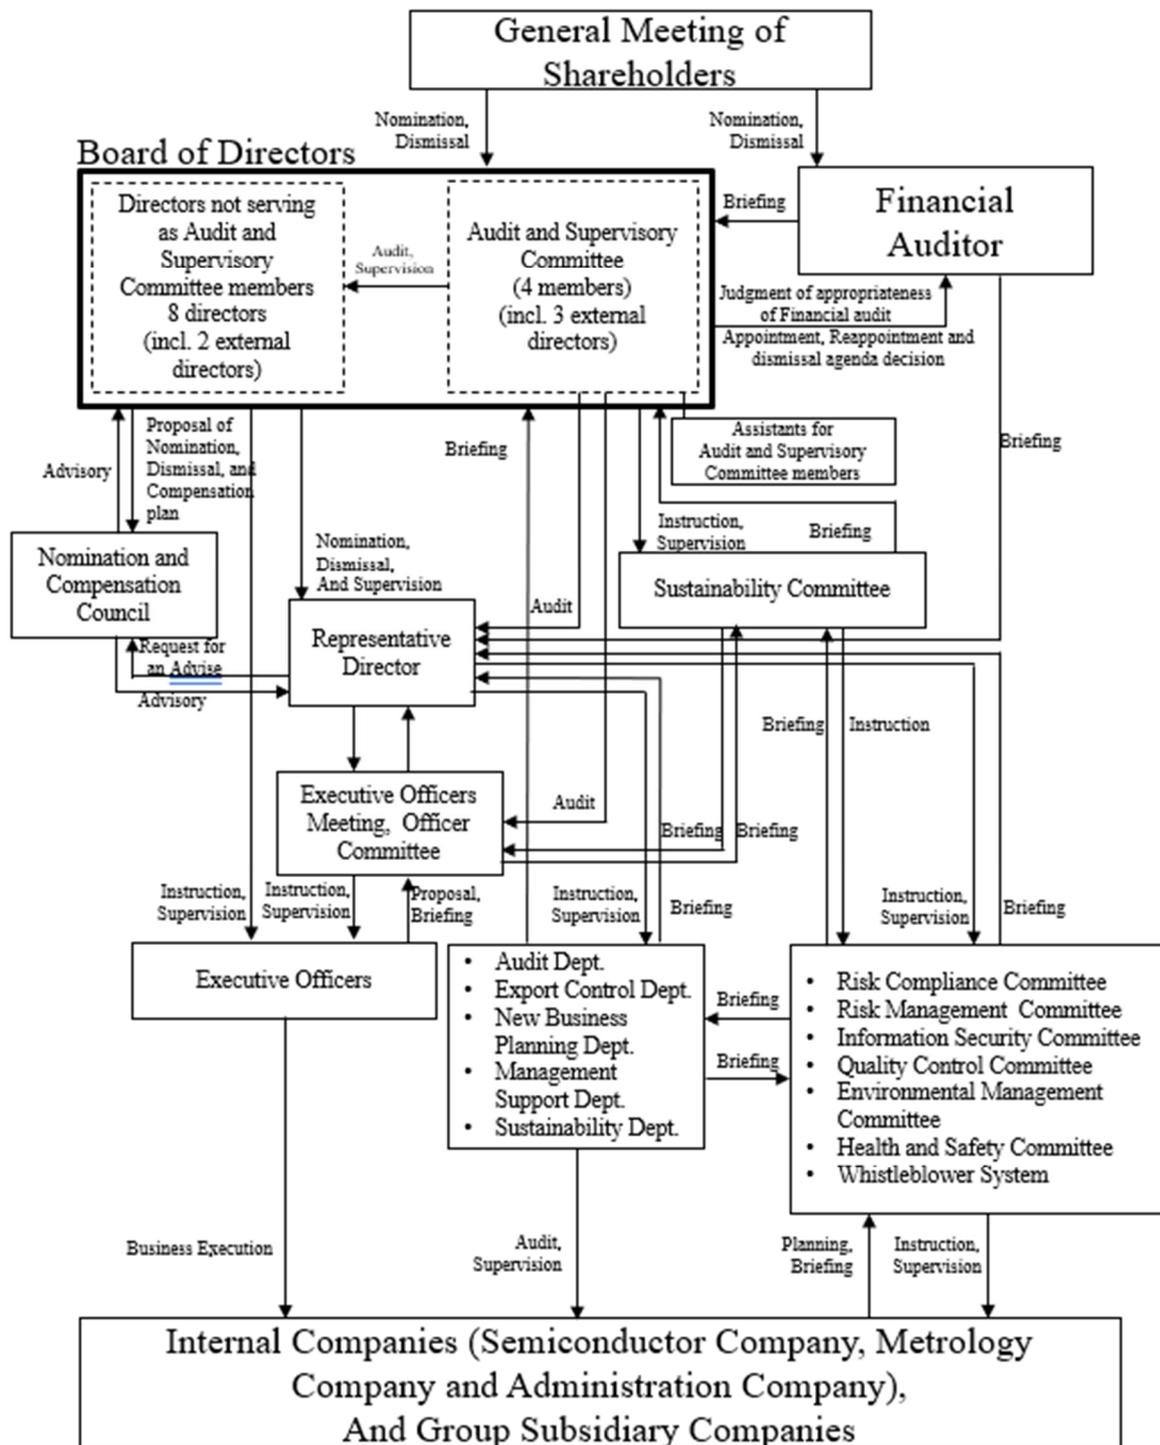 General Meeting of
Shareholders
Nomination,
Dismissal
Nomination,
Dismissal
Board of Directors
Directors not serving
as Audit and
Supervisory
Committee members
8 directors
(incl. 2 external
directors)
Audit,
Supervision
Audit and Supervisory
Committee
(4 members)
(incl. 3 external
directors)
Briefing
Financial
Auditor
Judgment of appropriateness
of Financial audit
Appointment, Reappointment and
dismissal agenda decision
Advisory
Proposal of
Nomination,
Dismissal, and
Compensation
plan
Briefing
Assistants for
Audit and Supervisory
Committee members
Briefing
Nomination and
Compensation
Council
Nomination,
Dismissal,
And Supervision
Instruction,
Supervision
Briefing
Sustainability Committee
Audit
Representative
Director
Request for
an Advise
Advisory
Briefing
Instruction
Executive Officers
Meeting, Officer
Committee
Audit
Briefing
Briefing
Instruction,
Supervision
Instruction,
Supervision
Proposal,
Briefing
Instruction,
Supervision
Briefing
Instruction,
Supervision
Briefing
Executive Officers
• Audit Dept.
• Export Control Dept.
• New Business
Planning Dept.
• Management
Support Dept.
• Sustainability Dept.
Briefing
Briefing
• Risk Compliance Committee
• Risk Management Committee
• Information Security Committee
• Quality Control Committee
• Environmental Management
Committee
• Health and Safety Committee
• Whistleblower System
Business Execution
Audit,
Supervision
Planning,
Briefing
Instruction,
Supervision
Internal Companies (Semiconductor Company, Metrology
Company and Administration Company),
And Group Subsidiary Companies